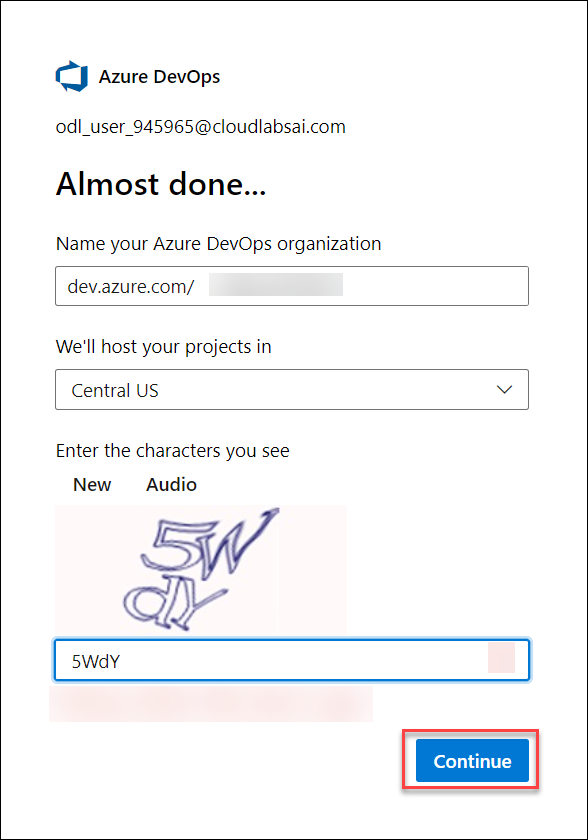 Azure DevOps
odl_user_945965@cloudlabsai.com
Almost done...
Name your Azure DevOps organization
dev.azure.com/
We'll host your projects in
Central US
Enter the characters you see
New Audio
5W
dY
5WdY
Continue